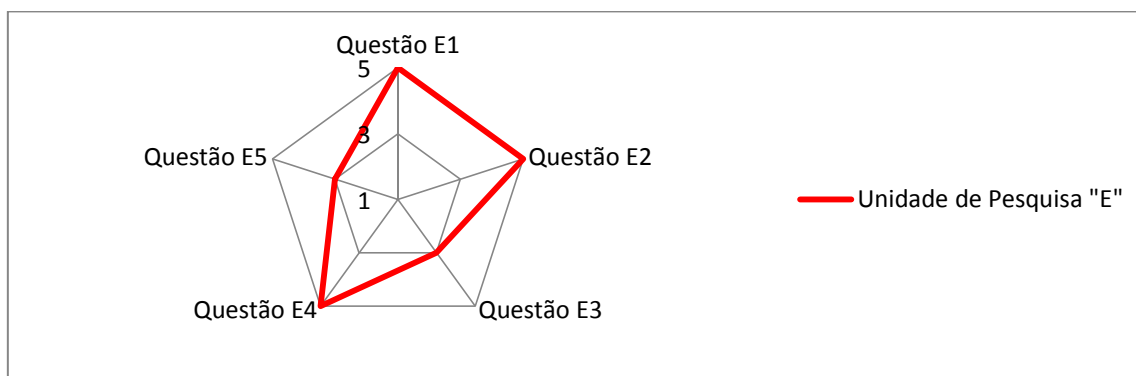 Questão E1
5
3
1
Questão E2
Questão E3
Questão E4
Questão E5
Unidade de Pesquisa "E"